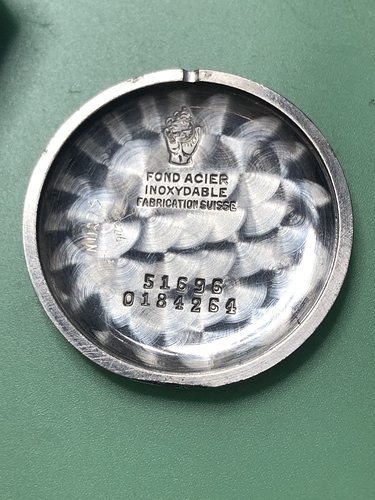 FOND ACIER
INOXYDABLE
FABRICATION SUISSE
51696
0184264